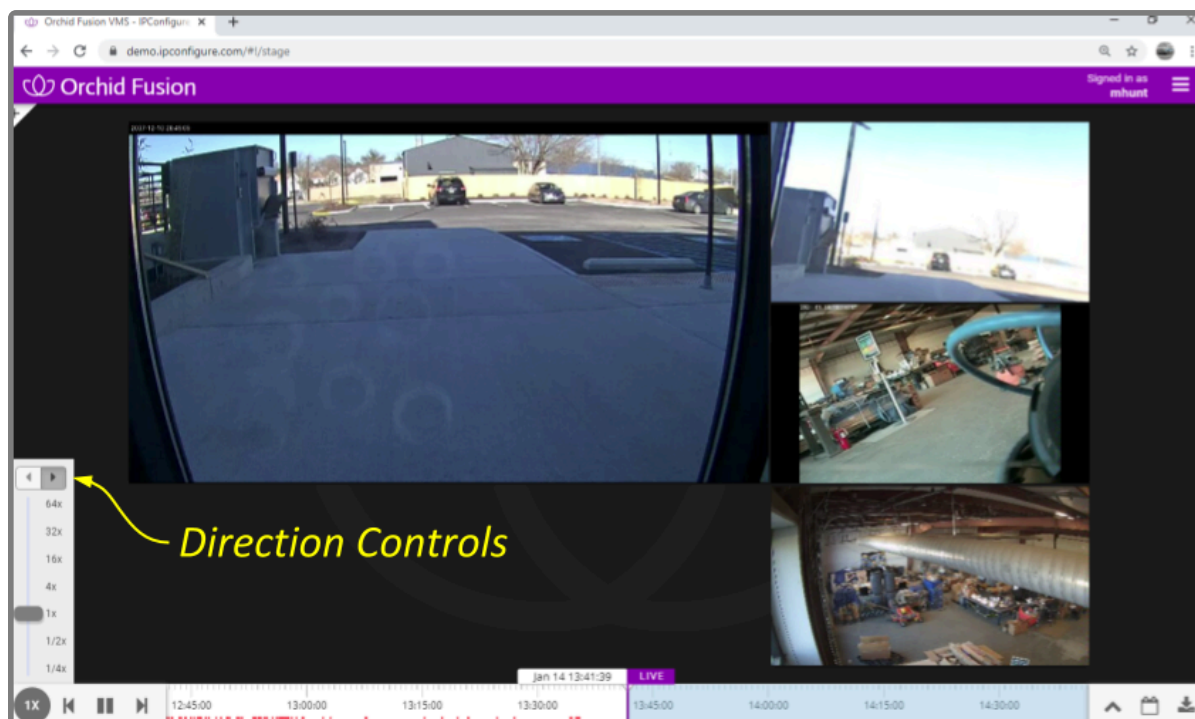 Orchid Fusion VMS - IPConfigur
demo.ipconfigure.com/#!/stage
Orchid Fusion
Signed in as
mhunt
64x
32x
16x
4x
1x
1/2x
1/4x
Direction Controls
Jan 14 13:41:39 LIVE
1X
12:45:00 13:00:00 13:15:00 13:30:00 13:45:00 14:00:00 14:15:00 14:30:00